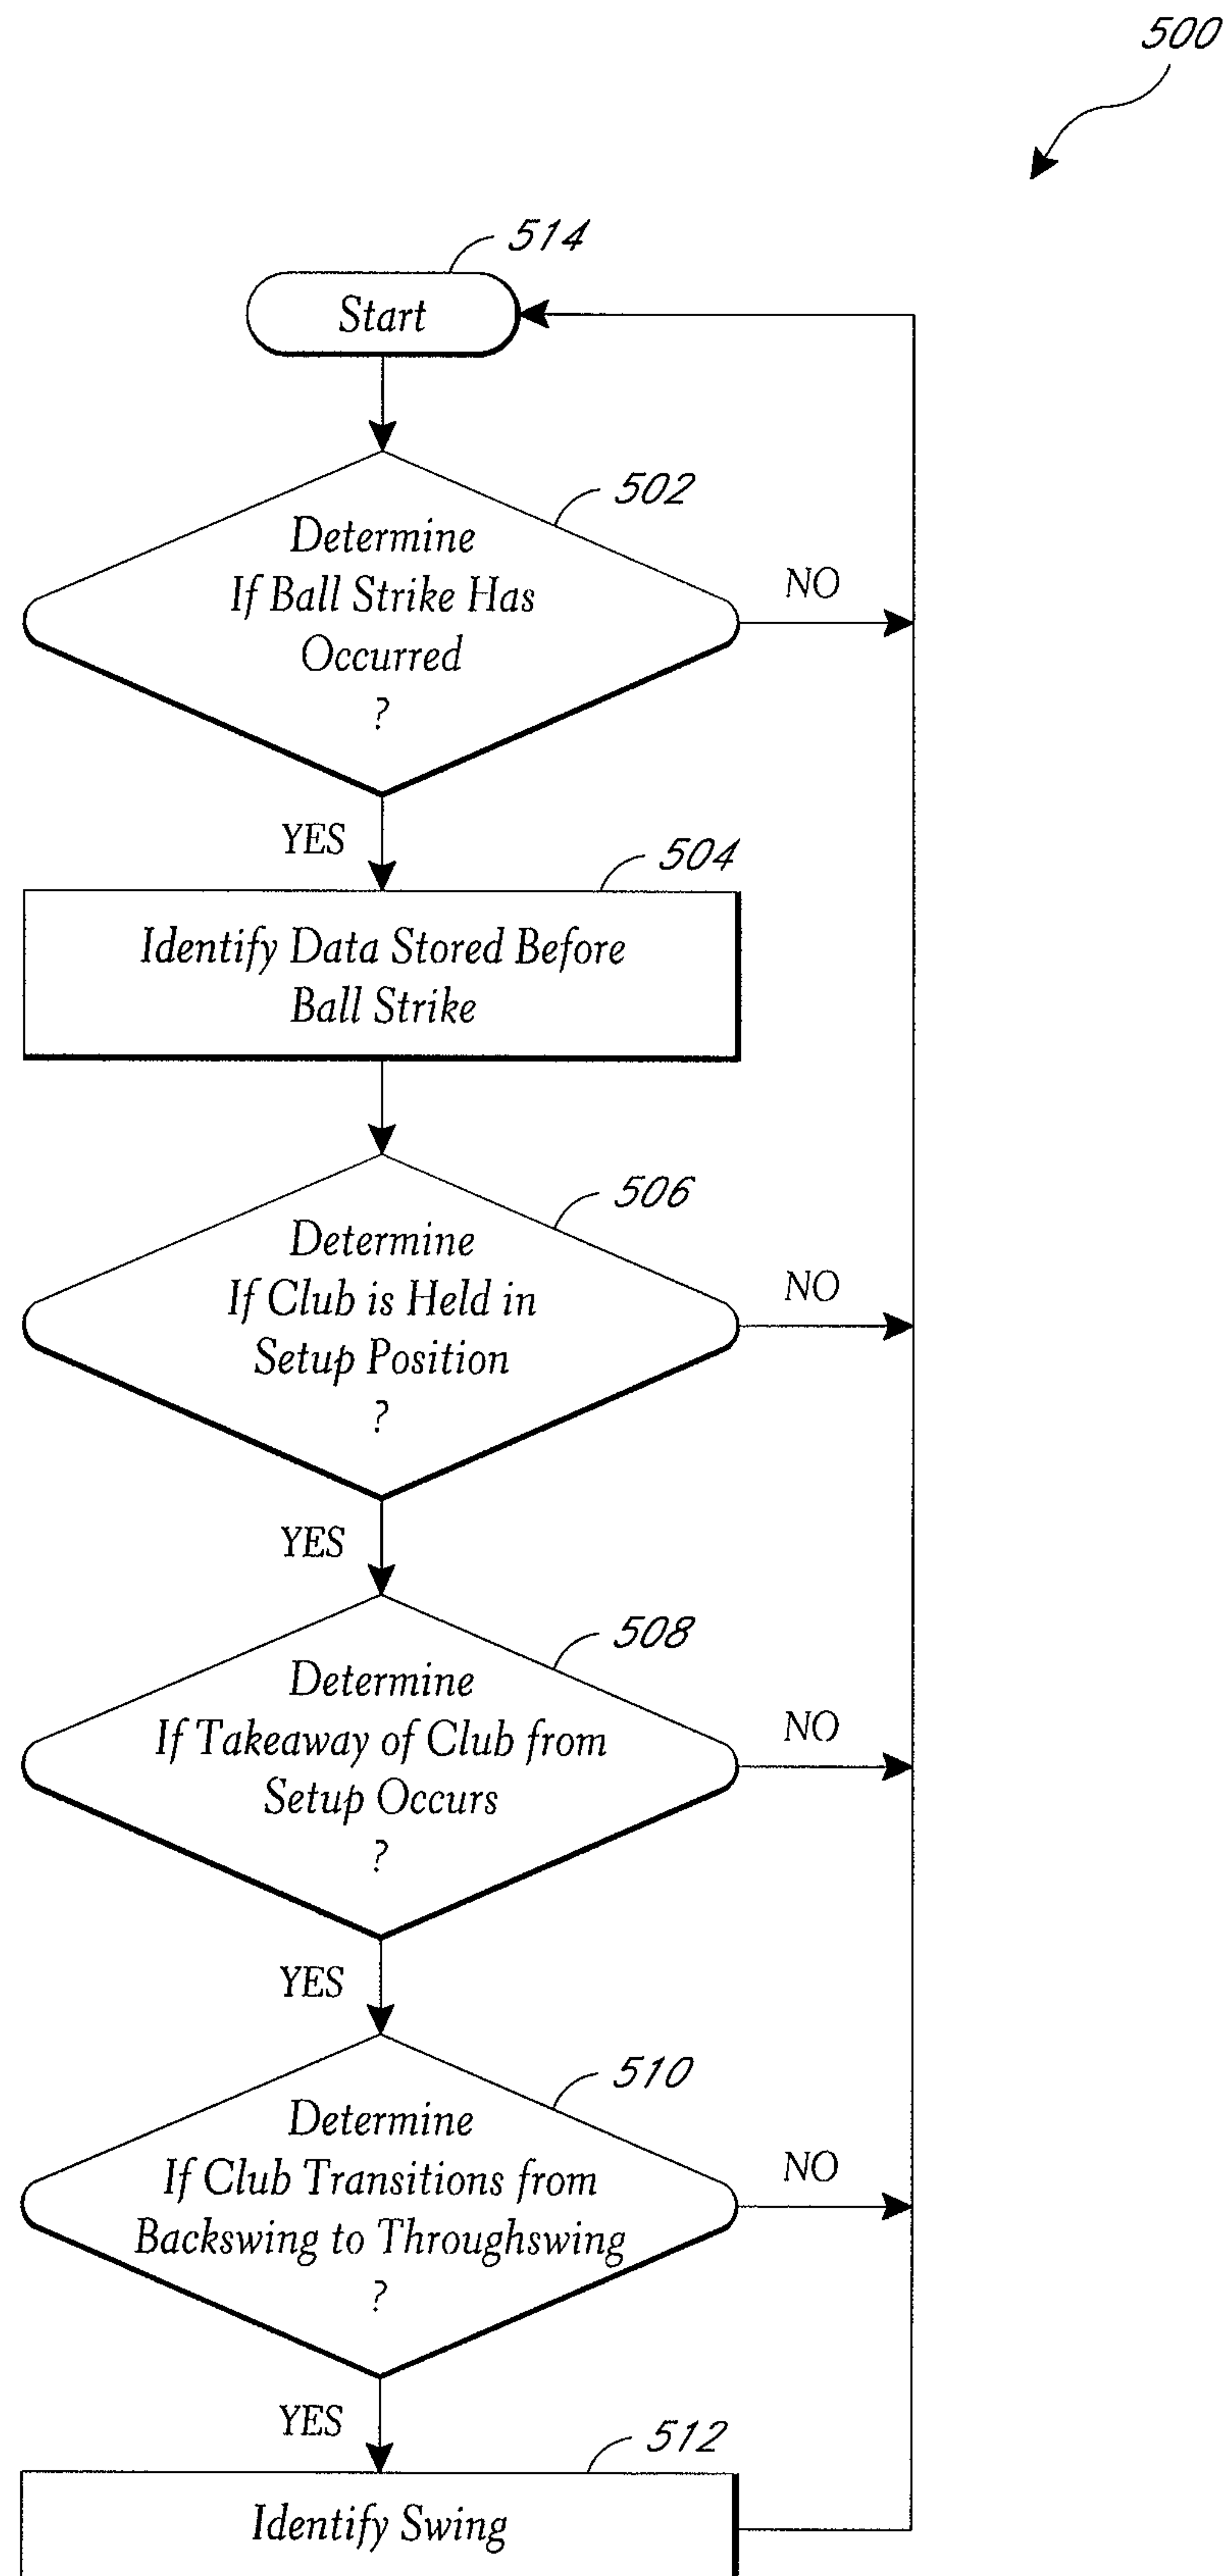 500
514
Start
502
Determine
If Ball Strike Has
Occurred
?
NO
YES
504
Identify Data Stored Before
Ball Strike
506
Determine
If Club is Held in
Setup Position
?
NO
YES
508
Determine
If Takeaway of Club from
Setup Occurs
?
NO
YES
510
Determine
If Club Transitions from
Backswing to Throughswing
?
NO
YES
512
Identify Swing